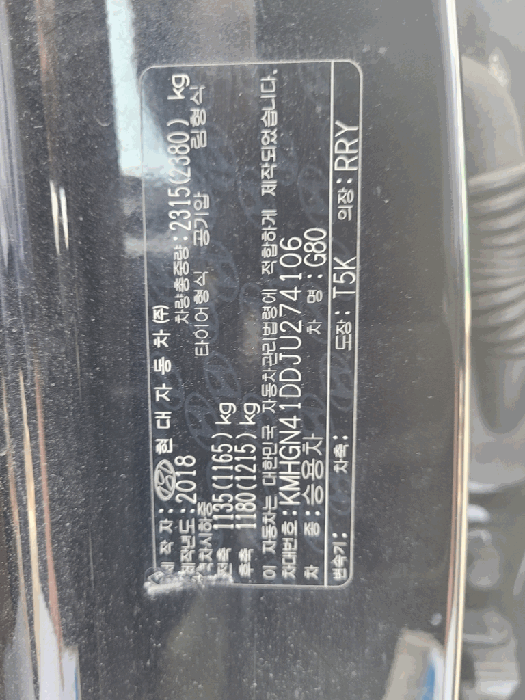 제 작 자: 현 대 자 동 차 (주)
제작년도: 2018 차량총중량: 2315(2380) kg
축차시하중 타이어형식 공기압 림형식
전축 1135(1165) kg
후축 1180(1215) kg
이 자동차는 대한민국 자동차관리법령에 적합하게 제작되었습니다.
차대번호: KMHGN41DDJU274106
차 종: 승용차 차 명: G80
변속기: 차축: 도장: T5K 의장: RRY